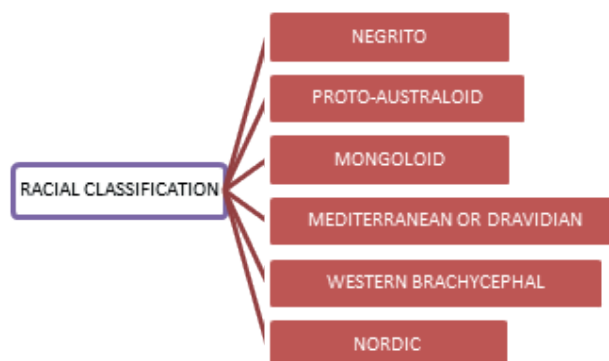 RACIAL CLASSIFICATION
NEGRITO
PROTO-AUSTRALOID
MONGOLOID
MEDITERRANEAN OR DRAVIDIAN
WESTERN BRACHYCEPHAL
NORDIC